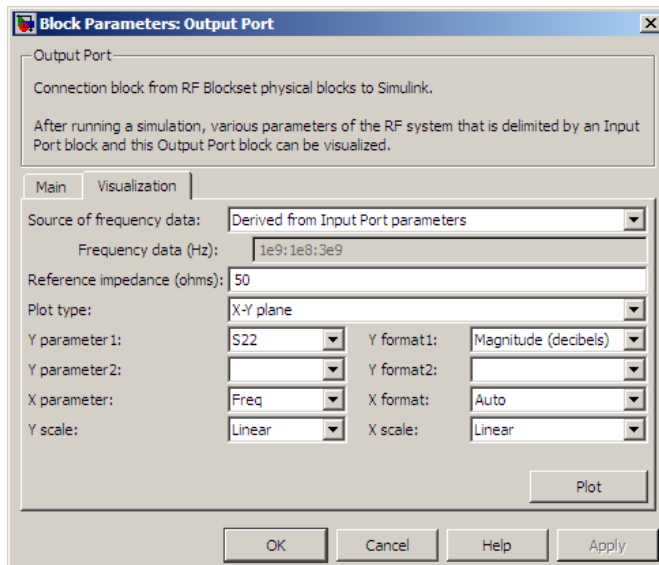 Block Parameters: Output Port
Output Port
Connection block from RF Blockset physical blocks to Simulink.
After running a simulation, various parameters of the RF system that is delimited by an Input
Port block and this Output Port block can be visualized.
Main Visualization
Source of frequency data: Derived from Input Port parameters
Frequency data (Hz): 1e9:1e8:3e9
Reference impedance (ohms): 50
Plot type: X-Y plane
Y parameter1: S22 Y format1: Magnitude (decibels)
Y parameter2: Y format2:
X parameter: Freq X format: Auto
Y scale: Linear X scale: Linear
Plot
OK Cancel Help Apply